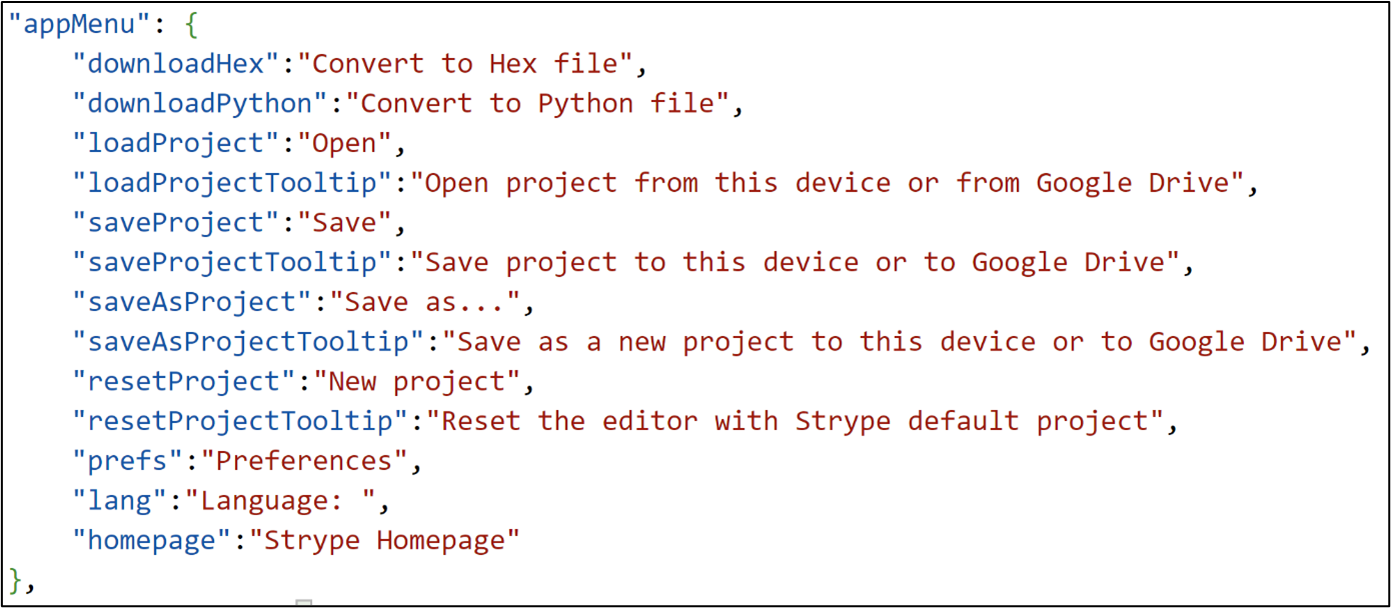 "appMenu": {
    "downloadHex":"Convert to Hex file",
    "downloadPython":"Convert to Python file",
    "loadProject":"Open",
    "loadProjectTooltip":"Open project from this device or from Google Drive",
    "saveProject":"Save",
    "saveProjectTooltip":"Save project to this device or to Google Drive",
    "saveAsProject":"Save as...",
    "saveAsProjectTooltip":"Save as a new project to this device or to Google Drive",
    "resetProject":"New project",
    "resetProjectTooltip":"Reset the editor with Strype default project",
    "prefs":"Preferences",
    "lang":"Language: ",
    "homepage":"Strype Homepage"
},